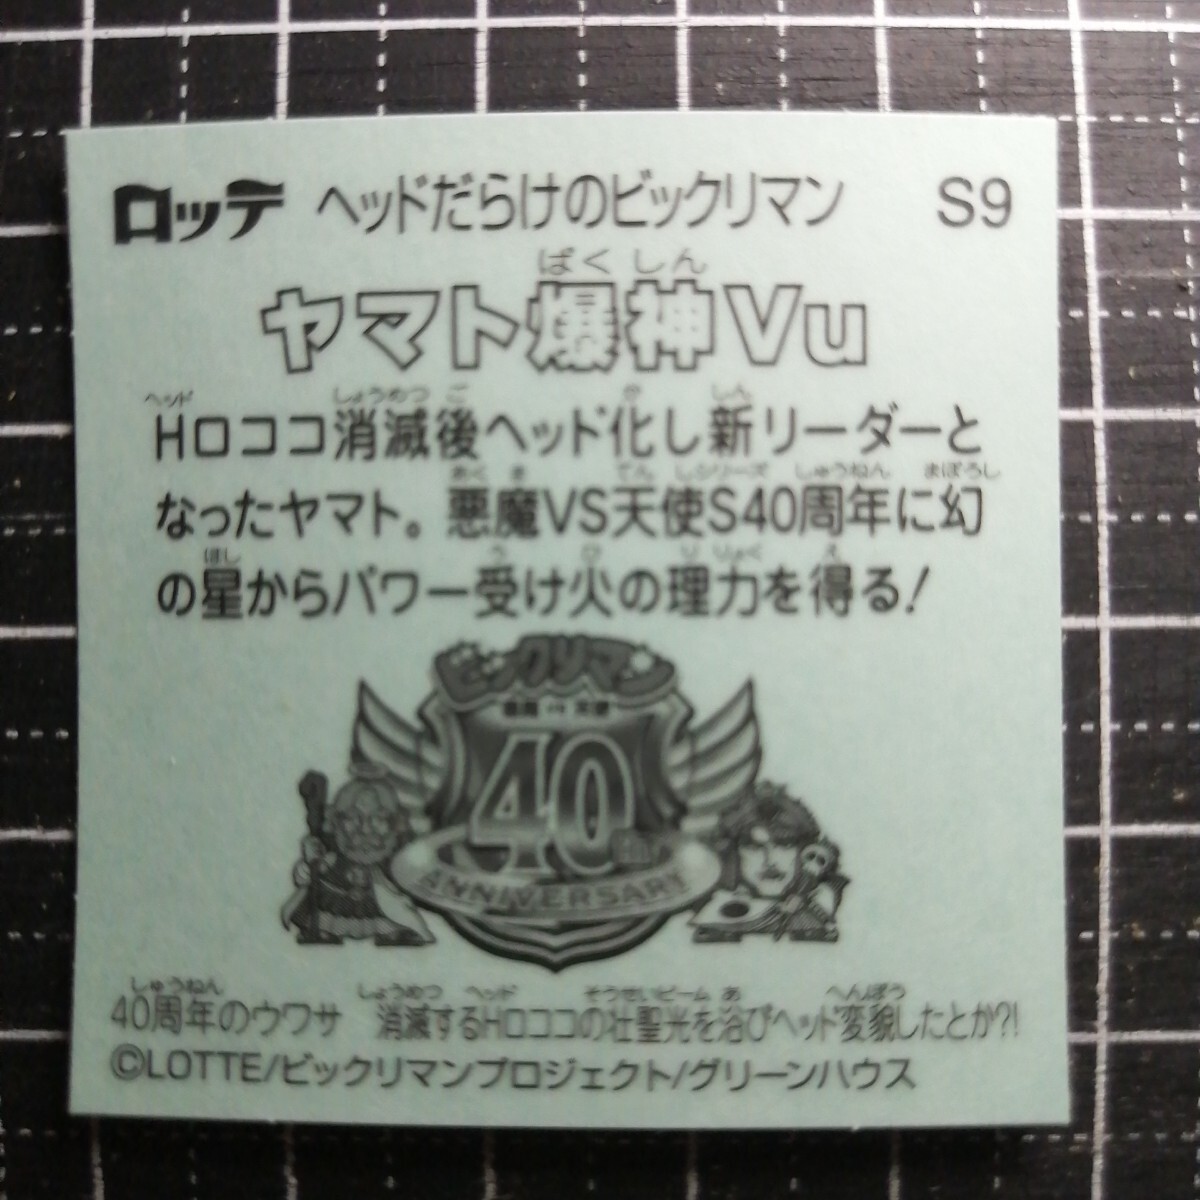 ロッテ ヘッドだらけのビックリマン S9
ばくしん
ヤマト爆神Vu
ヘッド しょうめつ ご か しん
Hロココ消滅後ヘッド化し新リーダーと
あくま てんしシリーズ しゅうねん まぼろし
なったヤマト。悪魔VS天使S40周年に幻
ほし う ひ りりょく え
の星からパワー受け火の理力を得る!
ビックリマン
悪魔VS天使
40th
ANNIVERSARY
しゅうねん しょうめつ ヘッド そうせいビーム あ へんぼう
40周年のウワサ 消滅するHロココの壮聖光を浴びヘッド変貌したとか?!
©LOTTE/ビックリマンプロジェクト/グリーンハウス